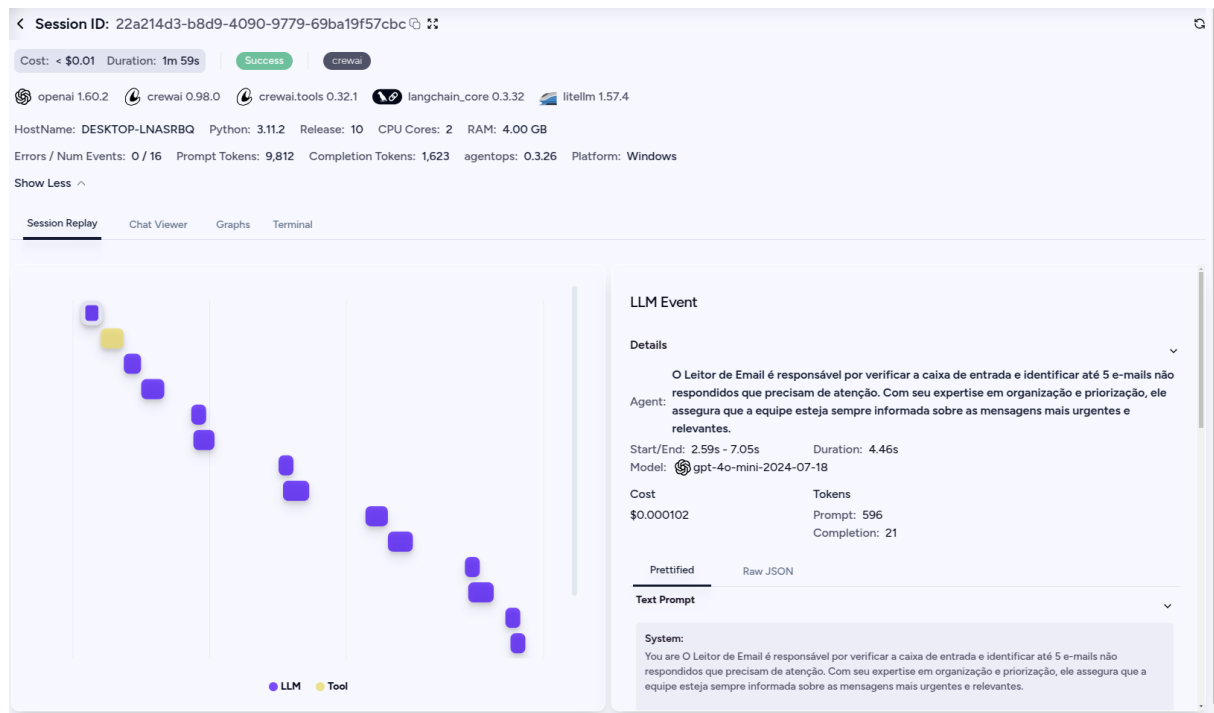 Session ID: 22a214d3-b8d9-4090-9779-69ba19f57cbc
Cost: < $0.01 Duration: 1m 59s Success crewai
openai 1.60.2 crewai 0.98.0 crewai.tools 0.32.1 langchain_core 0.3.32 litellm 1.57.4
HostName: DESKTOP-LNASRBQ Python: 3.11.2 Release: 10 CPU Cores: 2 RAM: 4.00 GB
Errors / Num Events: 0 / 16 Prompt Tokens: 9,812 Completion Tokens: 1,623 agentops: 0.3.26 Platform: Windows
Show Less
Session Replay Chat Viewer Graphs Terminal
LLM Tool
LLM Event
Details
Agent: O Leitor de Email é responsável por verificar a caixa de entrada e identificar até 5 e-mails não
respondidos que precisam de atenção. Com seu expertise em organização e priorização, ele
assegura que a equipe esteja sempre informada sobre as mensagens mais urgentes e
relevantes.
Start/End: 2.59s - 7.05s Duration: 4.46s
Model: gpt-4o-mini-2024-07-18
Cost Tokens
$0.000102 Prompt: 596
Completion: 21
Prettified Raw JSON
Text Prompt
System:
You are O Leitor de Email é responsável por verificar a caixa de entrada e identificar até 5 e-mails não
respondidos que precisam de atenção. Com seu expertise em organização e priorização, ele assegura que a
equipe esteja sempre informada sobre as mensagens mais urgentes e relevantes.